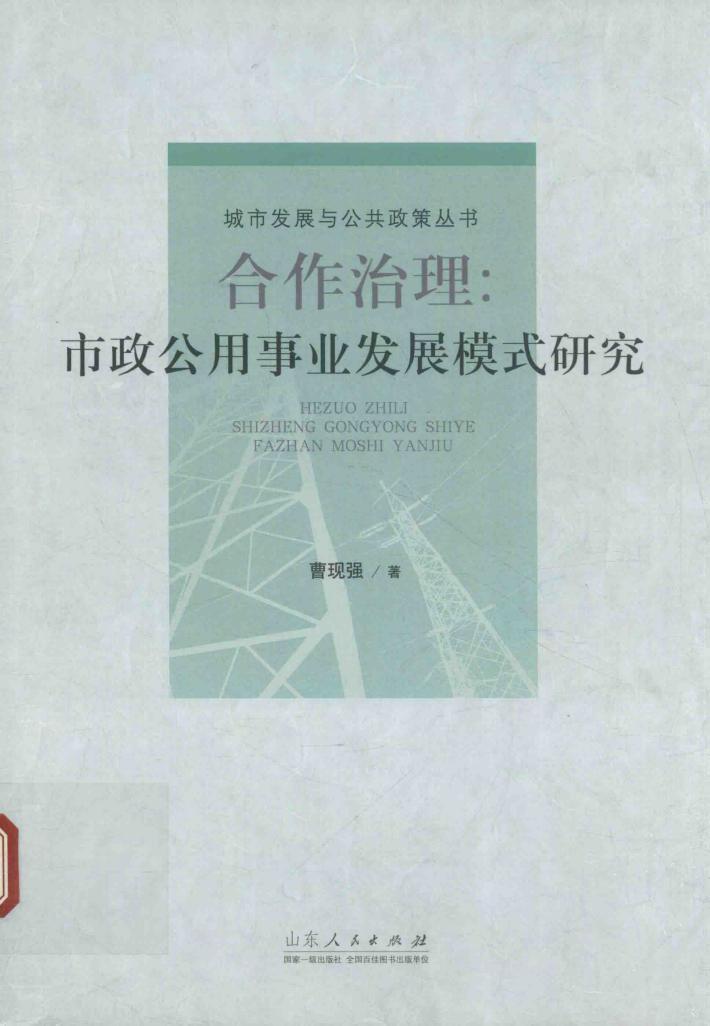 城市发展与公共政策丛书
合作治理:
市政公用事业发展模式研究
HEZUO ZHILI
SHIZHENG GONGYONG SHIYE
FAZHAN MOSHI YANJIU
曹现强 / 著
山东人民出版社
国家一级出版社 全国百佳图书出版单位